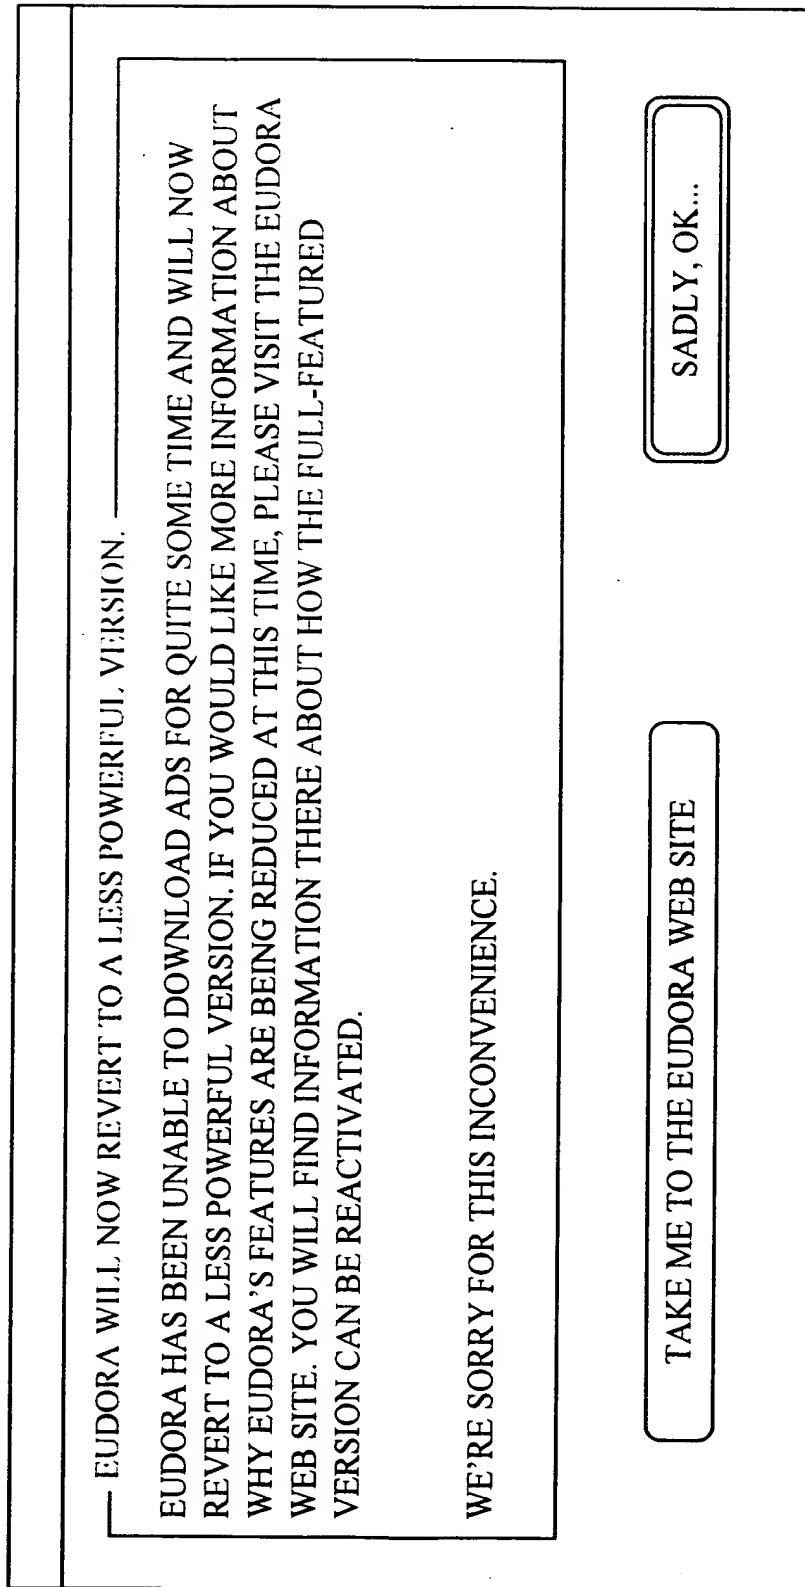 EUDORA WILL NOW REVERT TO A LESS POWERFUL VERSION.
EUDORA HAS BEEN UNABLE TO DOWNLOAD ADS FOR QUITE SOME TIME AND WILL NOW
REVERT TO A LESS POWERFUL VERSION. IF YOU WOULD LIKE MORE INFORMATION ABOUT
WHY EUDORA'S FEATURES ARE BEING REDUCED AT THIS TIME, PLEASE VISIT THE EUDORA
WEB SITE. YOU WILL FIND INFORMATION THERE ABOUT HOW THE FULL-FEATURED
VERSION CAN BE REACTIVATED.
WE'RE SORRY FOR THIS INCONVENIENCE.
TAKE ME TO THE EUDORA WEB SITE
SADLY, OK...